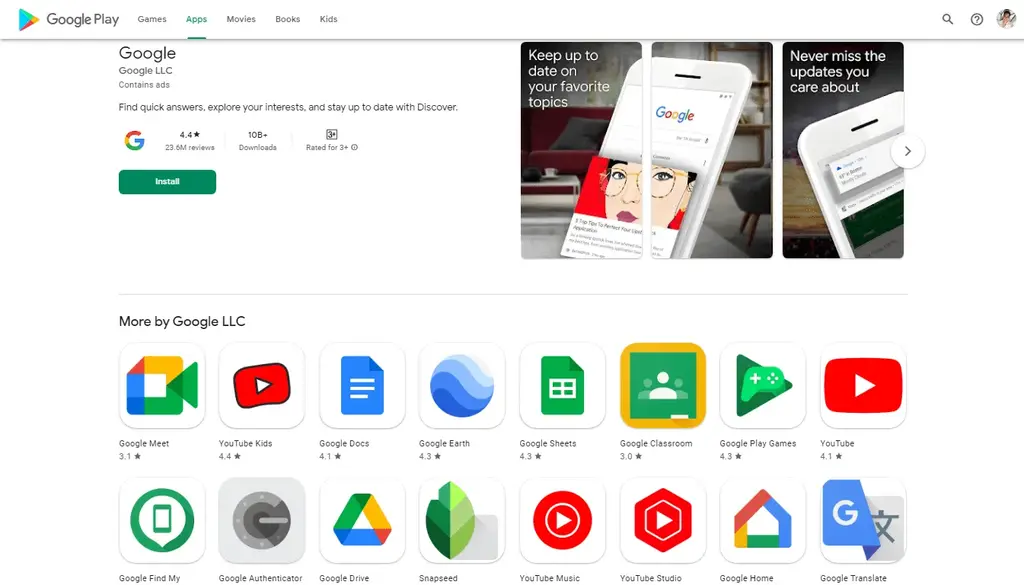 Google Play
Games
Apps
Movies
Books
Kids
Google
Google LLC
Contains ads
Find quick answers, explore your interests, and stay up to date with Discover.
4.4★
23.6M reviews
10B+
Downloads
3+
Rated for 3+
Install
Keep up to
date on
your favorite
topics
Google
Never miss the
updates you
care about
More by Google LLC
Google Meet
3.1 ★
YouTube Kids
4.4 ★
Google Docs
4.1 ★
Google Earth
4.3 ★
Google Sheets
4.3 ★
Google Classroom
3.0 ★
Google Play Games
4.3 ★
YouTube
4.1 ★
Google Find My
Google Authenticator
Google Drive
Snapseed
YouTube Music
YouTube Studio
Google Home
Google Translate